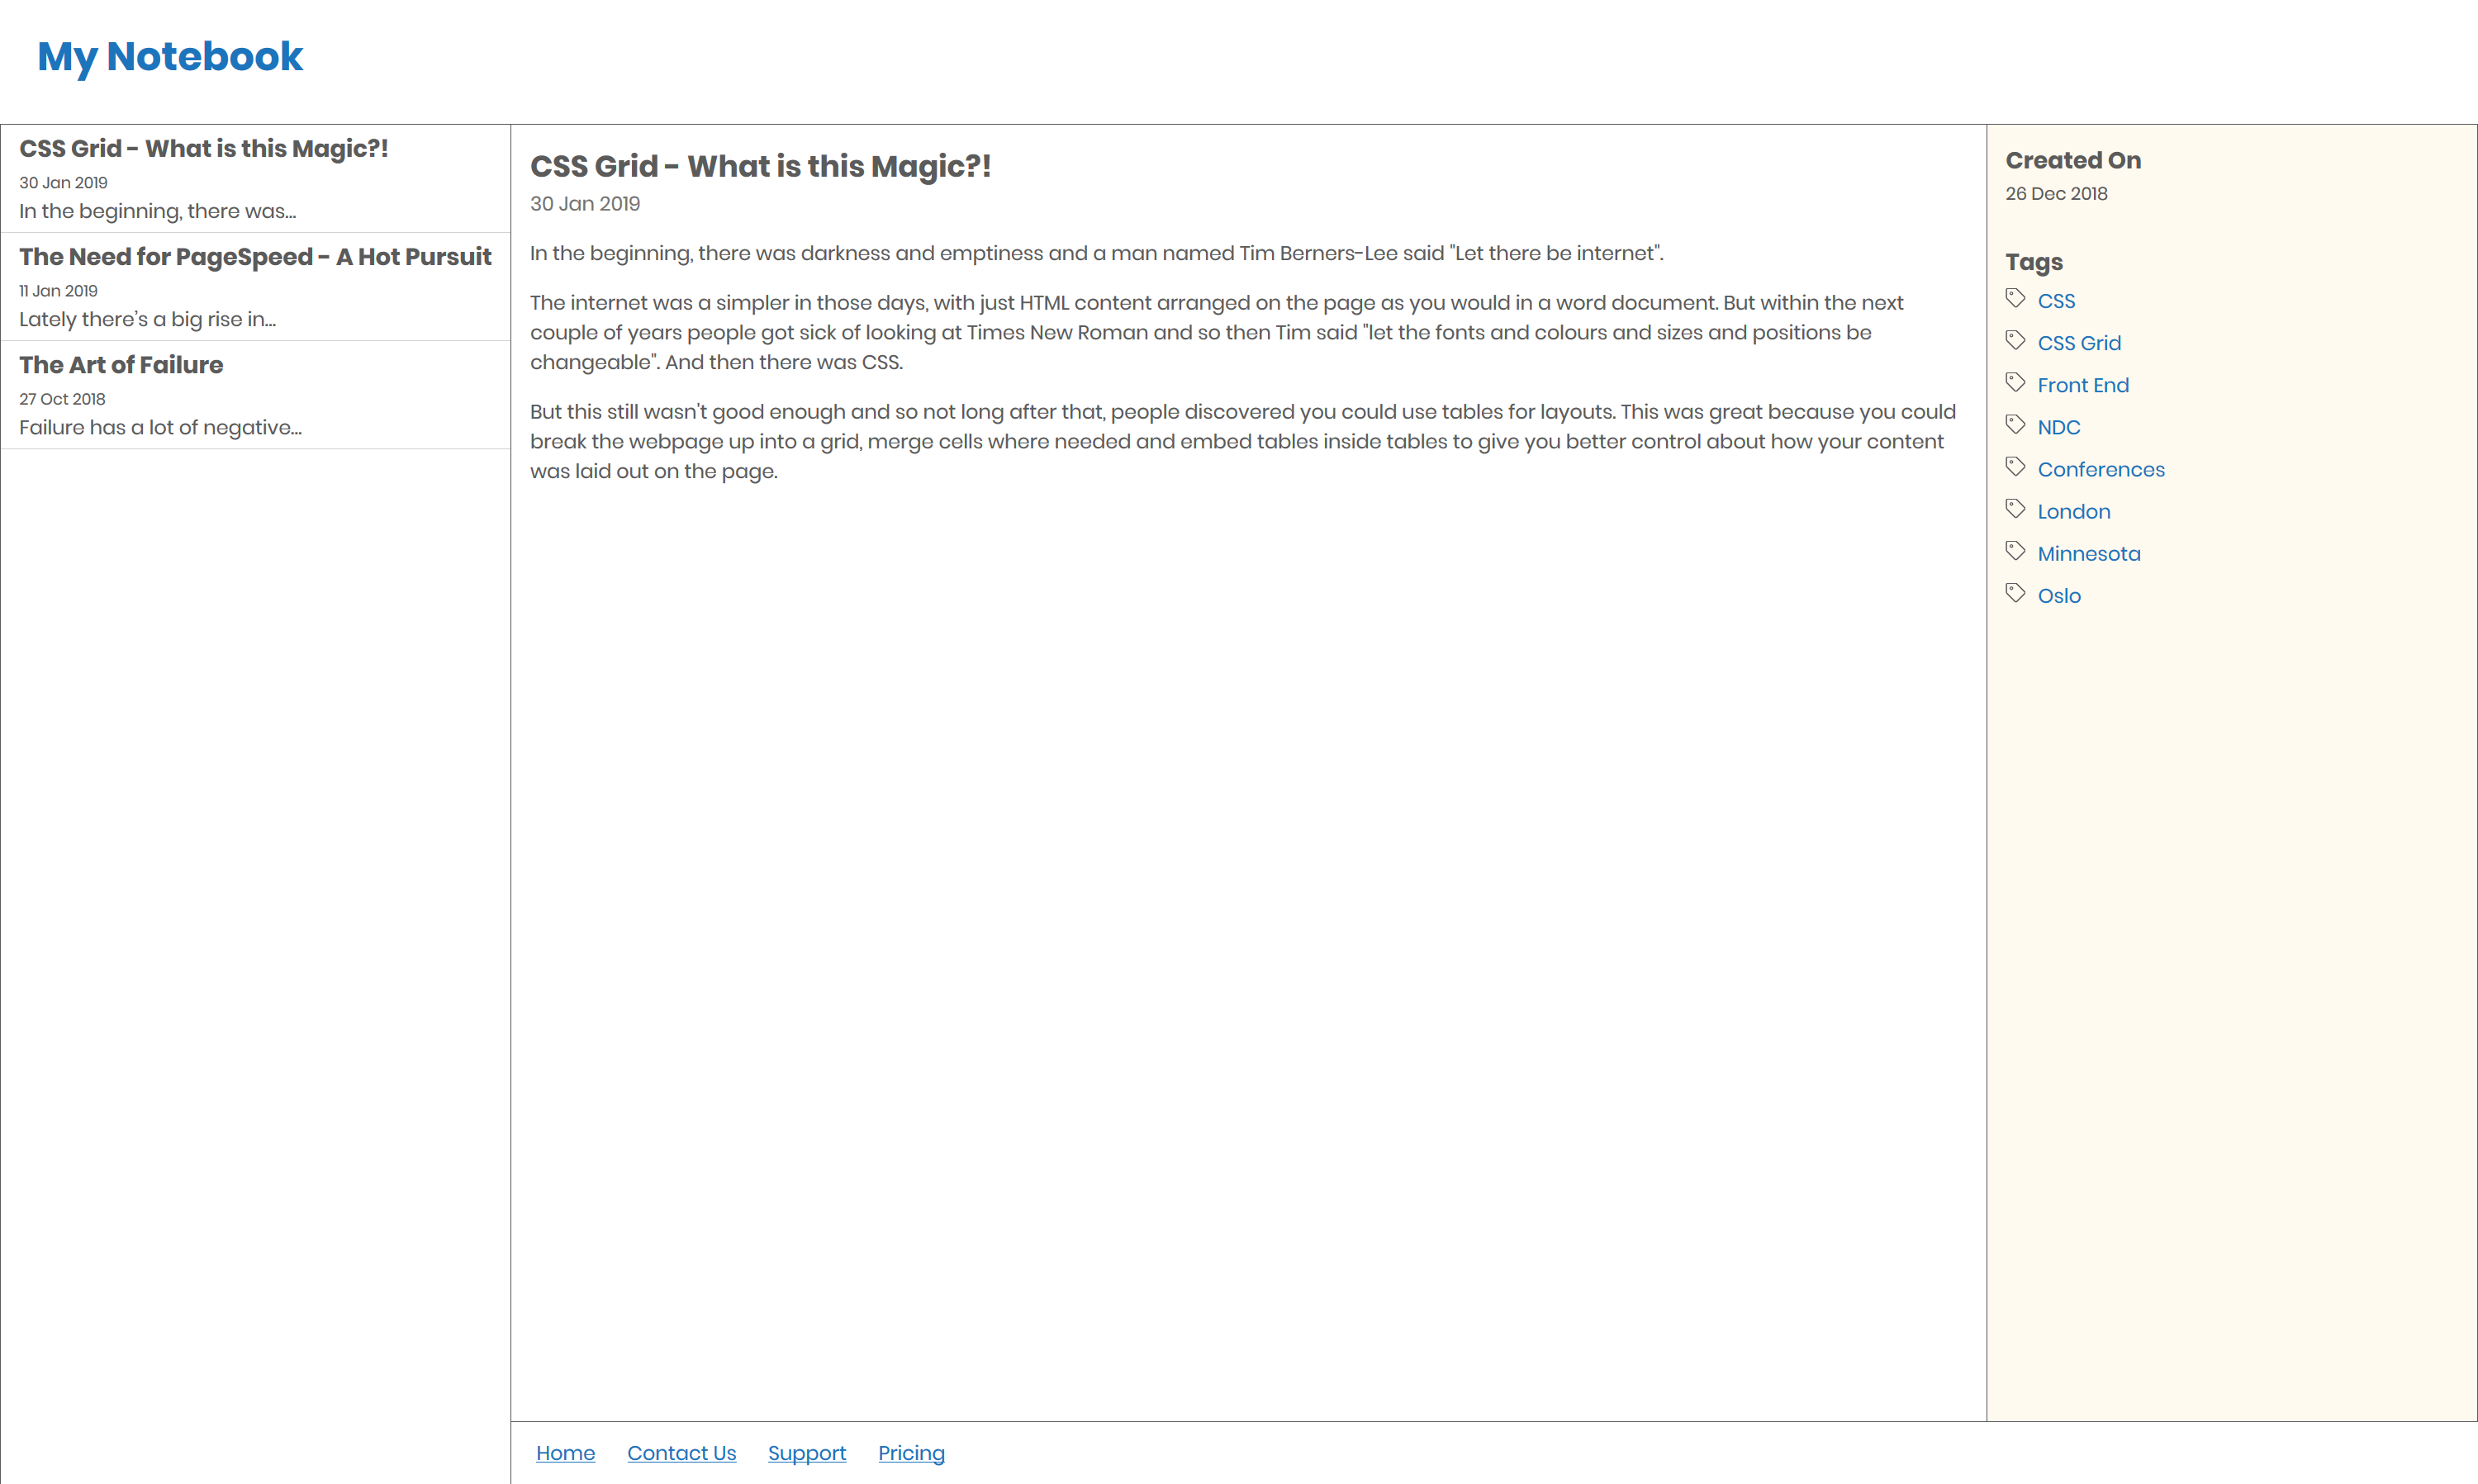 My Notebook
CSS Grid - What is this Magic?!
30 Jan 2019
In the beginning, there was...
The Need for PageSpeed - A Hot Pursuit
11 Jan 2019
Lately there's a big rise in...
The Art of Failure
27 Oct 2018
Failure has a lot of negative...
CSS Grid - What is this Magic?!
30 Jan 2019
In the beginning, there was darkness and emptiness and a man named Tim Berners-Lee said "Let there be internet".
The internet was a simpler in those days, with just HTML content arranged on the page as you would in a word document. But within the next
couple of years people got sick of looking at Times New Roman and so then Tim said "let the fonts and colours and sizes and positions be
changeable". And then there was CSS.
But this still wasn't good enough and so not long after that, people discovered you could use tables for layouts. This was great because you could
break the webpage up into a grid, merge cells where needed and embed tables inside tables to give you better control about how your content
was laid out on the page.
Created On
26 Dec 2018
Tags
CSS
CSS Grid
Front End
NDC
Conferences
London
Minnesota
Oslo
Home Contact Us Support Pricing